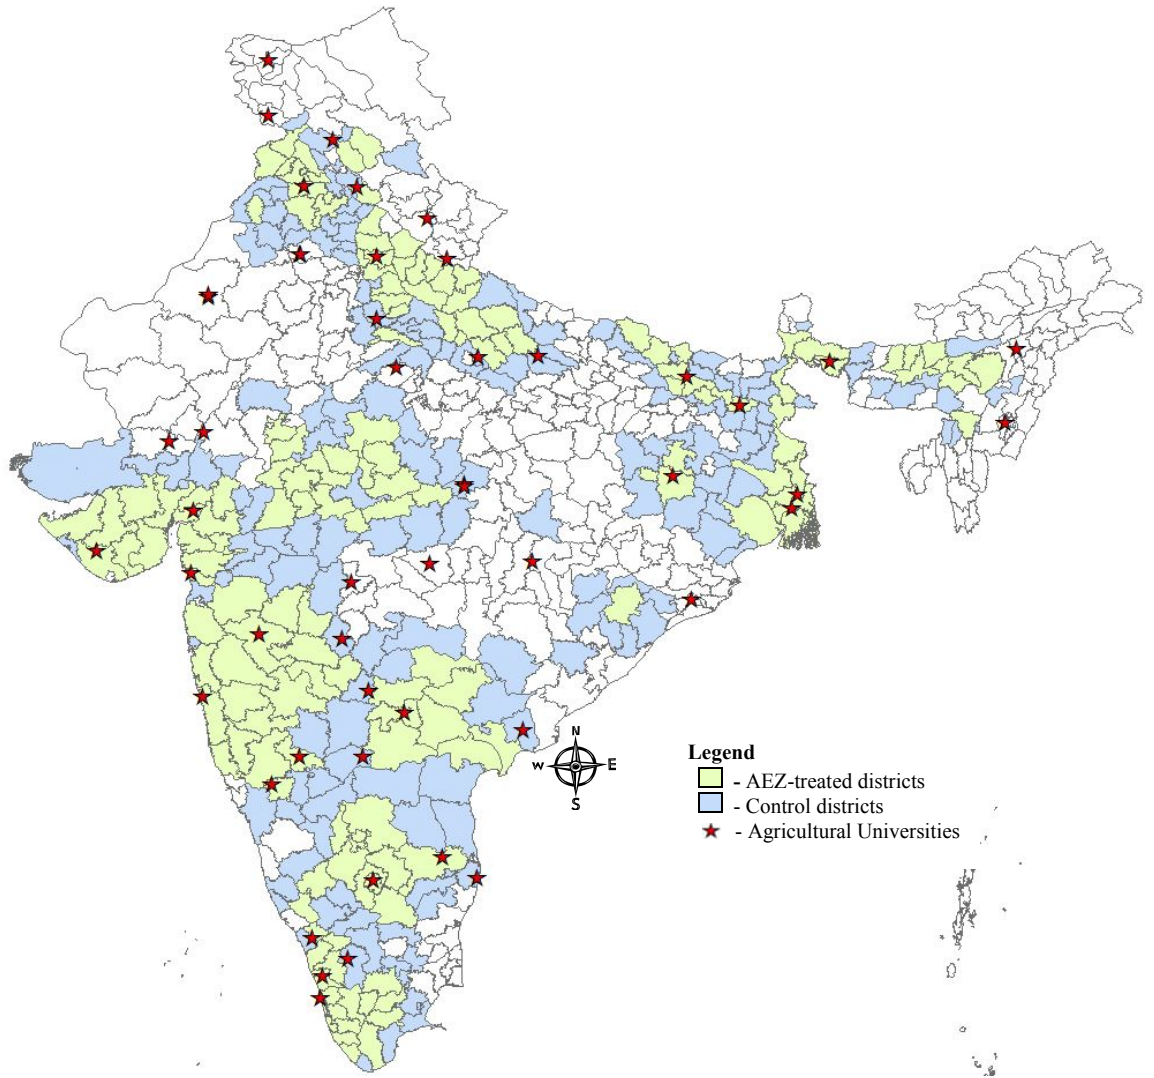 N
W E
S
Legend
- AEZ-treated districts
- Control districts
- Agricultural Universities